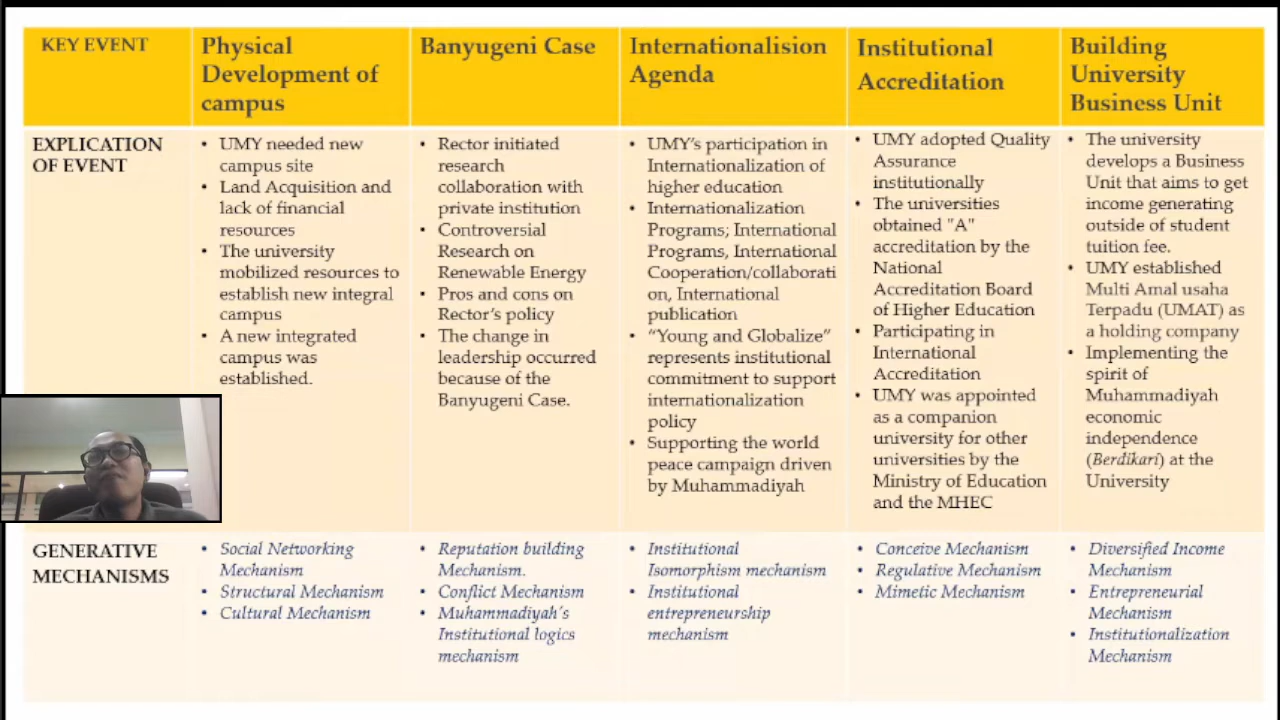 KEY EVENT
Physical
Development of
campus
Banyugeni Case
Internationalision
Agenda
Institutional
Accreditation
Building
University
Business Unit
EXPLICATION
OF EVENT
• UMY needed new
campus site
• Land Acquisition and
lack of financial
resources
• The university
mobilized resources to
establish new integral
campus
• A new integrated
campus was
established.
• Rector initiated
research
collaboration with
private institution
• Controversial
Research on
Renewable Energy
• Pros and cons on
Rector's policy
• The change in
leadership occurred
because of the
Banyugeni Case.
• UMY's participation in
Internationalization of
higher education
• Internationalization
Programs; International
Programs, International
Cooperation/collaborati
on, International
publication
• “Young and Globalize”
represents institutional
commitment to support
internationalization
policy
• Supporting the world
peace campaign driven
by Muhammadiyah
• UMY adopted Quality
Assurance
institutionally
• The universities
obtained "A"
accreditation by the
National
Accreditation Board
of Higher Education
• Participating in
International
Accreditation
• UMY was appointed
as a companion
university for other
universities by the
Ministry of Education
and the MHEC
• The university
develops a Business
Unit that aims to get
income generating
outside of student
tuition fee.
• UMY established
Multi Amal usaha
Terpadu (UMAT) as
a holding company
• Implementing the
spirit of
Muhammadiyah
economic
independence
(Berdikari) at the
University
GENERATIVE
MECHANISMS
• Social Networking
Mechanism
• Structural Mechanism
• Cultural Mechanism
• Reputation building
Mechanism.
• Conflict Mechanism
• Muhammadiyah's
Institutional logics
mechanism
• Institutional
Isomorphism mechanism
• Institutional
entrepreneurship
mechanism
• Conceive Mechanism
• Regulative Mechanism
• Mimetic Mechanism
• Diversified Income
Mechanism
• Entrepreneurial
Mechanism
• Institutionalization
Mechanism